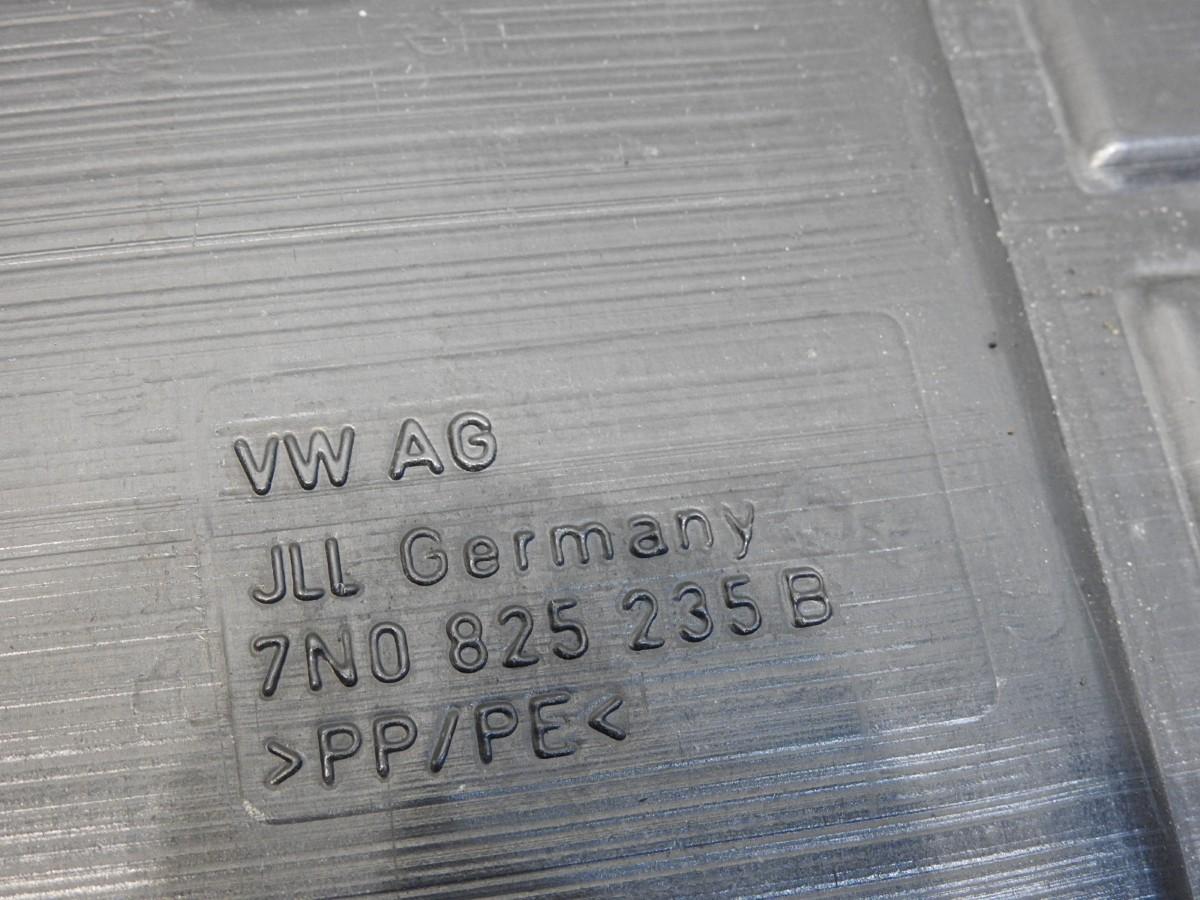 VW AG
JLL Germany
7N0 825 235 B
>PP/PE<